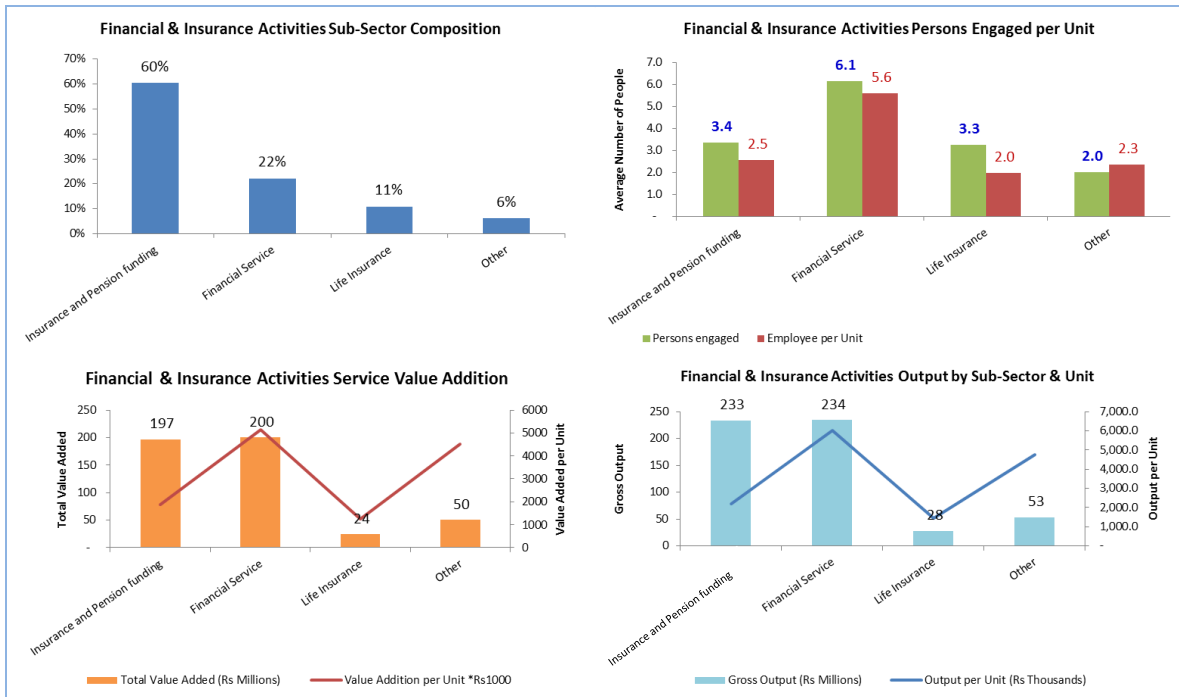 Financial & Insurance Activities Sub-Sector Composition
70%
60%
50%
40%
30%
20%
10%
0%
60%
22%
11%
6%
Insurance and Pension funding
Financial Service
Life Insurance
Other
Financial & Insurance Activities Persons Engaged per Unit
Average Number of People
7.0
6.0
5.0
4.0
3.0
2.0
1.0
-
3.4
2.5
6.1
5.6
3.3
2.0
2.0
2.3
Insurance and Pension funding
Financial Service
Life Insurance
Other
Persons engaged
Employee per Unit
Financial & Insurance Activities Service Value Addition
Total Value Added
250
200
150
100
50
-
197
200
24
50
6000
5000
4000
3000
2000
1000
0
Value Added per Unit
Insurance and Pension funding
Financial Service
Life Insurance
Other
Total Value Added (Rs Millions)
Value Addition per Unit *Rs1000
Financial & Insurance Activities Output by Sub-Sector & Unit
Gross Output
250
200
150
100
50
0
233
234
28
53
7,000.0
6,000.0
5,000.0
4,000.0
3,000.0
2,000.0
1,000.0
-
Output per Unit
Insurance and Pension funding
Financial Service
Life Insurance
Other
Gross Output (Rs Millions)
Output per Unit (Rs Thousands)